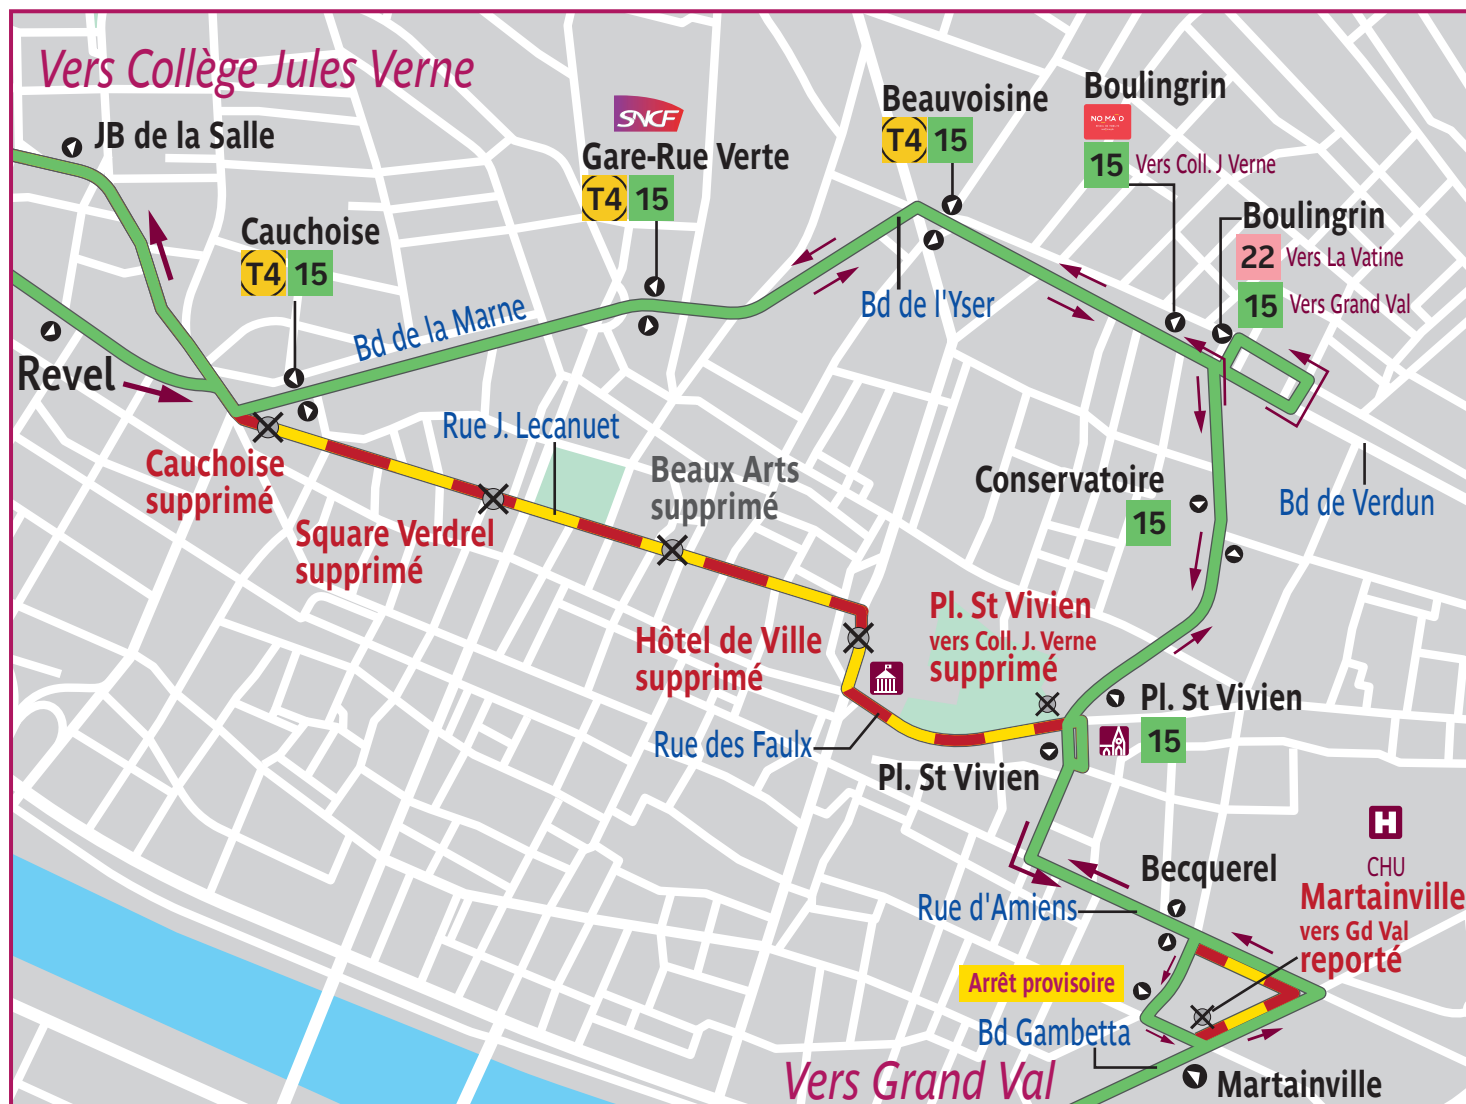 Vers Collège Jules Verne
JB de la Salle
SNCF
Gare-Rue Verte
T4 15
Beauvoisine
T4 15
Boulingrin
NOMAD
15 Vers Coll. J Verne
Boulingrin
22 Vers La Vatine
15 Vers Grand Val
Cauchoise
T4 15
Bd de la Marne
Bd de l'Yser
Revel
Rue J. Lecanuet
Cauchoise
supprimé
Square Verdrel
supprimé
Beaux Arts
supprimé
Conservatoire
15
Bd de Verdun
Hôtel de Ville
supprimé
Pl. St Vivien
vers Coll. J. Verne
supprimé
Pl. St Vivien
15
Rue des Faulx
Pl. St Vivien
H
CHU
Becquerel
Rue d'Amiens
Martainville
vers Gd Val
reporté
Arrêt provisoire
Bd Gambetta
Vers Grand Val
Martainville